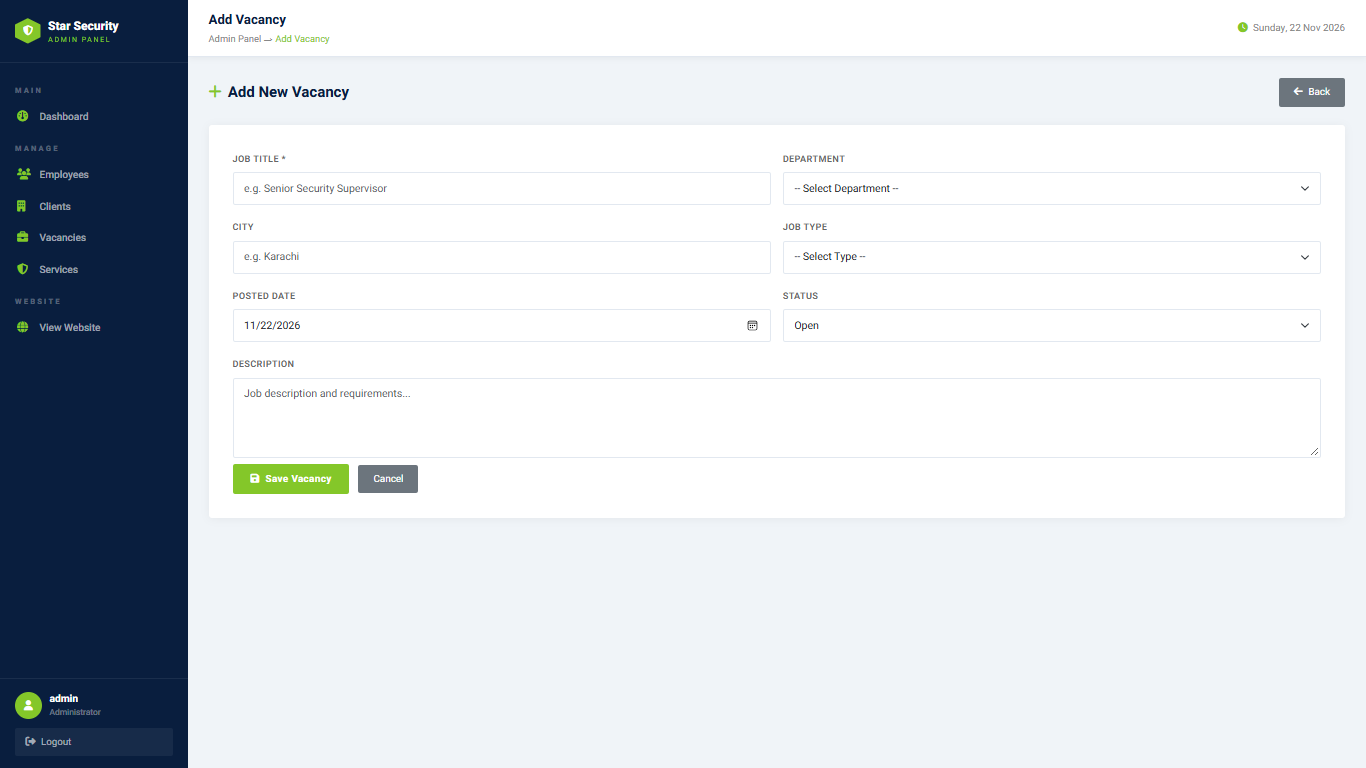 Star Security
ADMIN PANEL
MAIN
Dashboard
MANAGE
Employees
Clients
Vacancies
Services
WEBSITE
View Website
admin
Administrator
Logout
Add Vacancy
Admin Panel → Add Vacancy
Sunday, 22 Nov 2026
+ Add New Vacancy
← Back
JOB TITLE *
e.g. Senior Security Supervisor
DEPARTMENT
-- Select Department --
CITY
e.g. Karachi
JOB TYPE
-- Select Type --
POSTED DATE
11/22/2026
STATUS
Open
DESCRIPTION
Job description and requirements...
Save Vacancy
Cancel